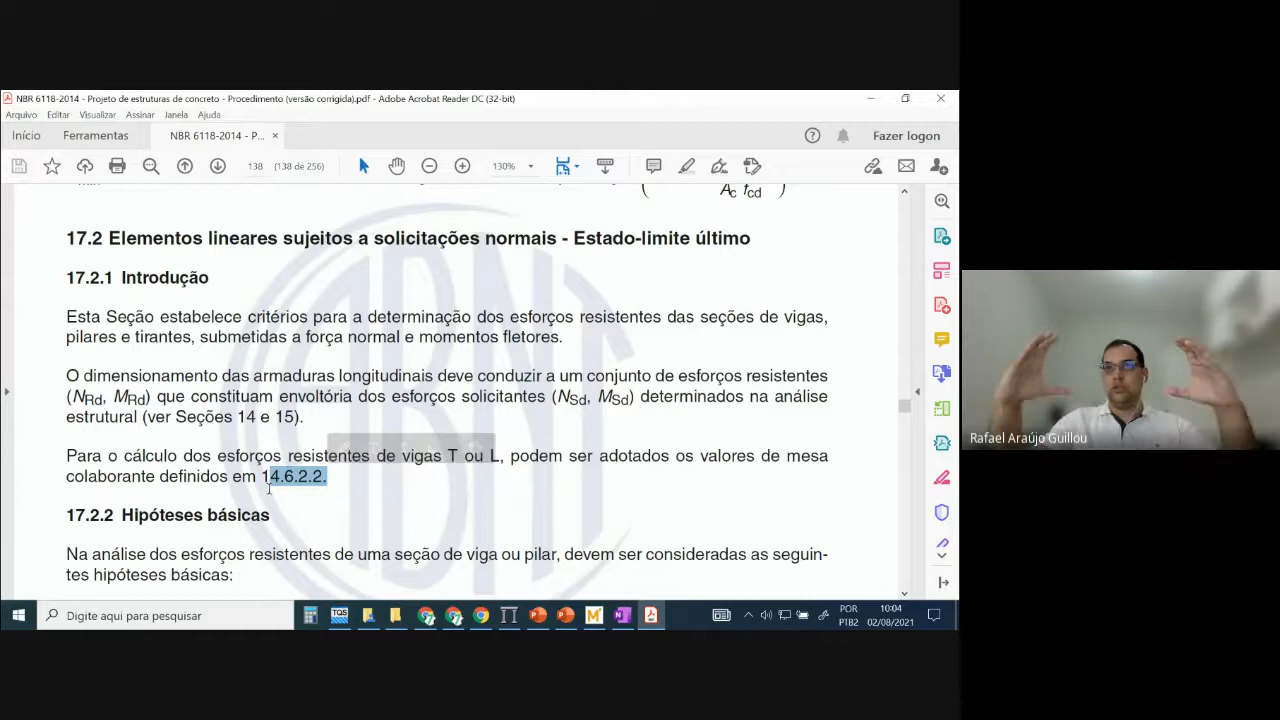 NBR 6118-2014 - Projeto de estruturas de concreto - Procedimento (versão corrigida).pdf - Adobe Acrobat Reader DC (32-bit)
Arquivo Editar Visualizar Assinar Janela Ajuda
Início Ferramentas NBR 6118-2014 - P... × Fazer logon
138 (138 de 256) 130%
Ac fcd
17.2 Elementos lineares sujeitos a solicitações normais - Estado-limite último
17.2.1 Introdução
Esta Seção estabelece critérios para a determinação dos esforços resistentes das seções de vigas,
pilares e tirantes, submetidas a força normal e momentos fletores.
O dimensionamento das armaduras longitudinais deve conduzir a um conjunto de esforços resistentes
(NRd, MRd) que constituam envoltória dos esforços solicitantes (NSd, MSd) determinados na análise
estrutural (ver Seções 14 e 15).
Para o cálculo dos esforços resistentes de vigas T ou L, podem ser adotados os valores de mesa
colaborante definidos em 14.6.2.2.
17.2.2 Hipóteses básicas
Na análise dos esforços resistentes de uma seção de viga ou pilar, devem ser consideradas as seguin-
tes hipóteses básicas:
ABNT
Rafael Araújo Guillou
Digite aqui para pesquisar
TQS
POR
PTB2
10:04
02/08/2021